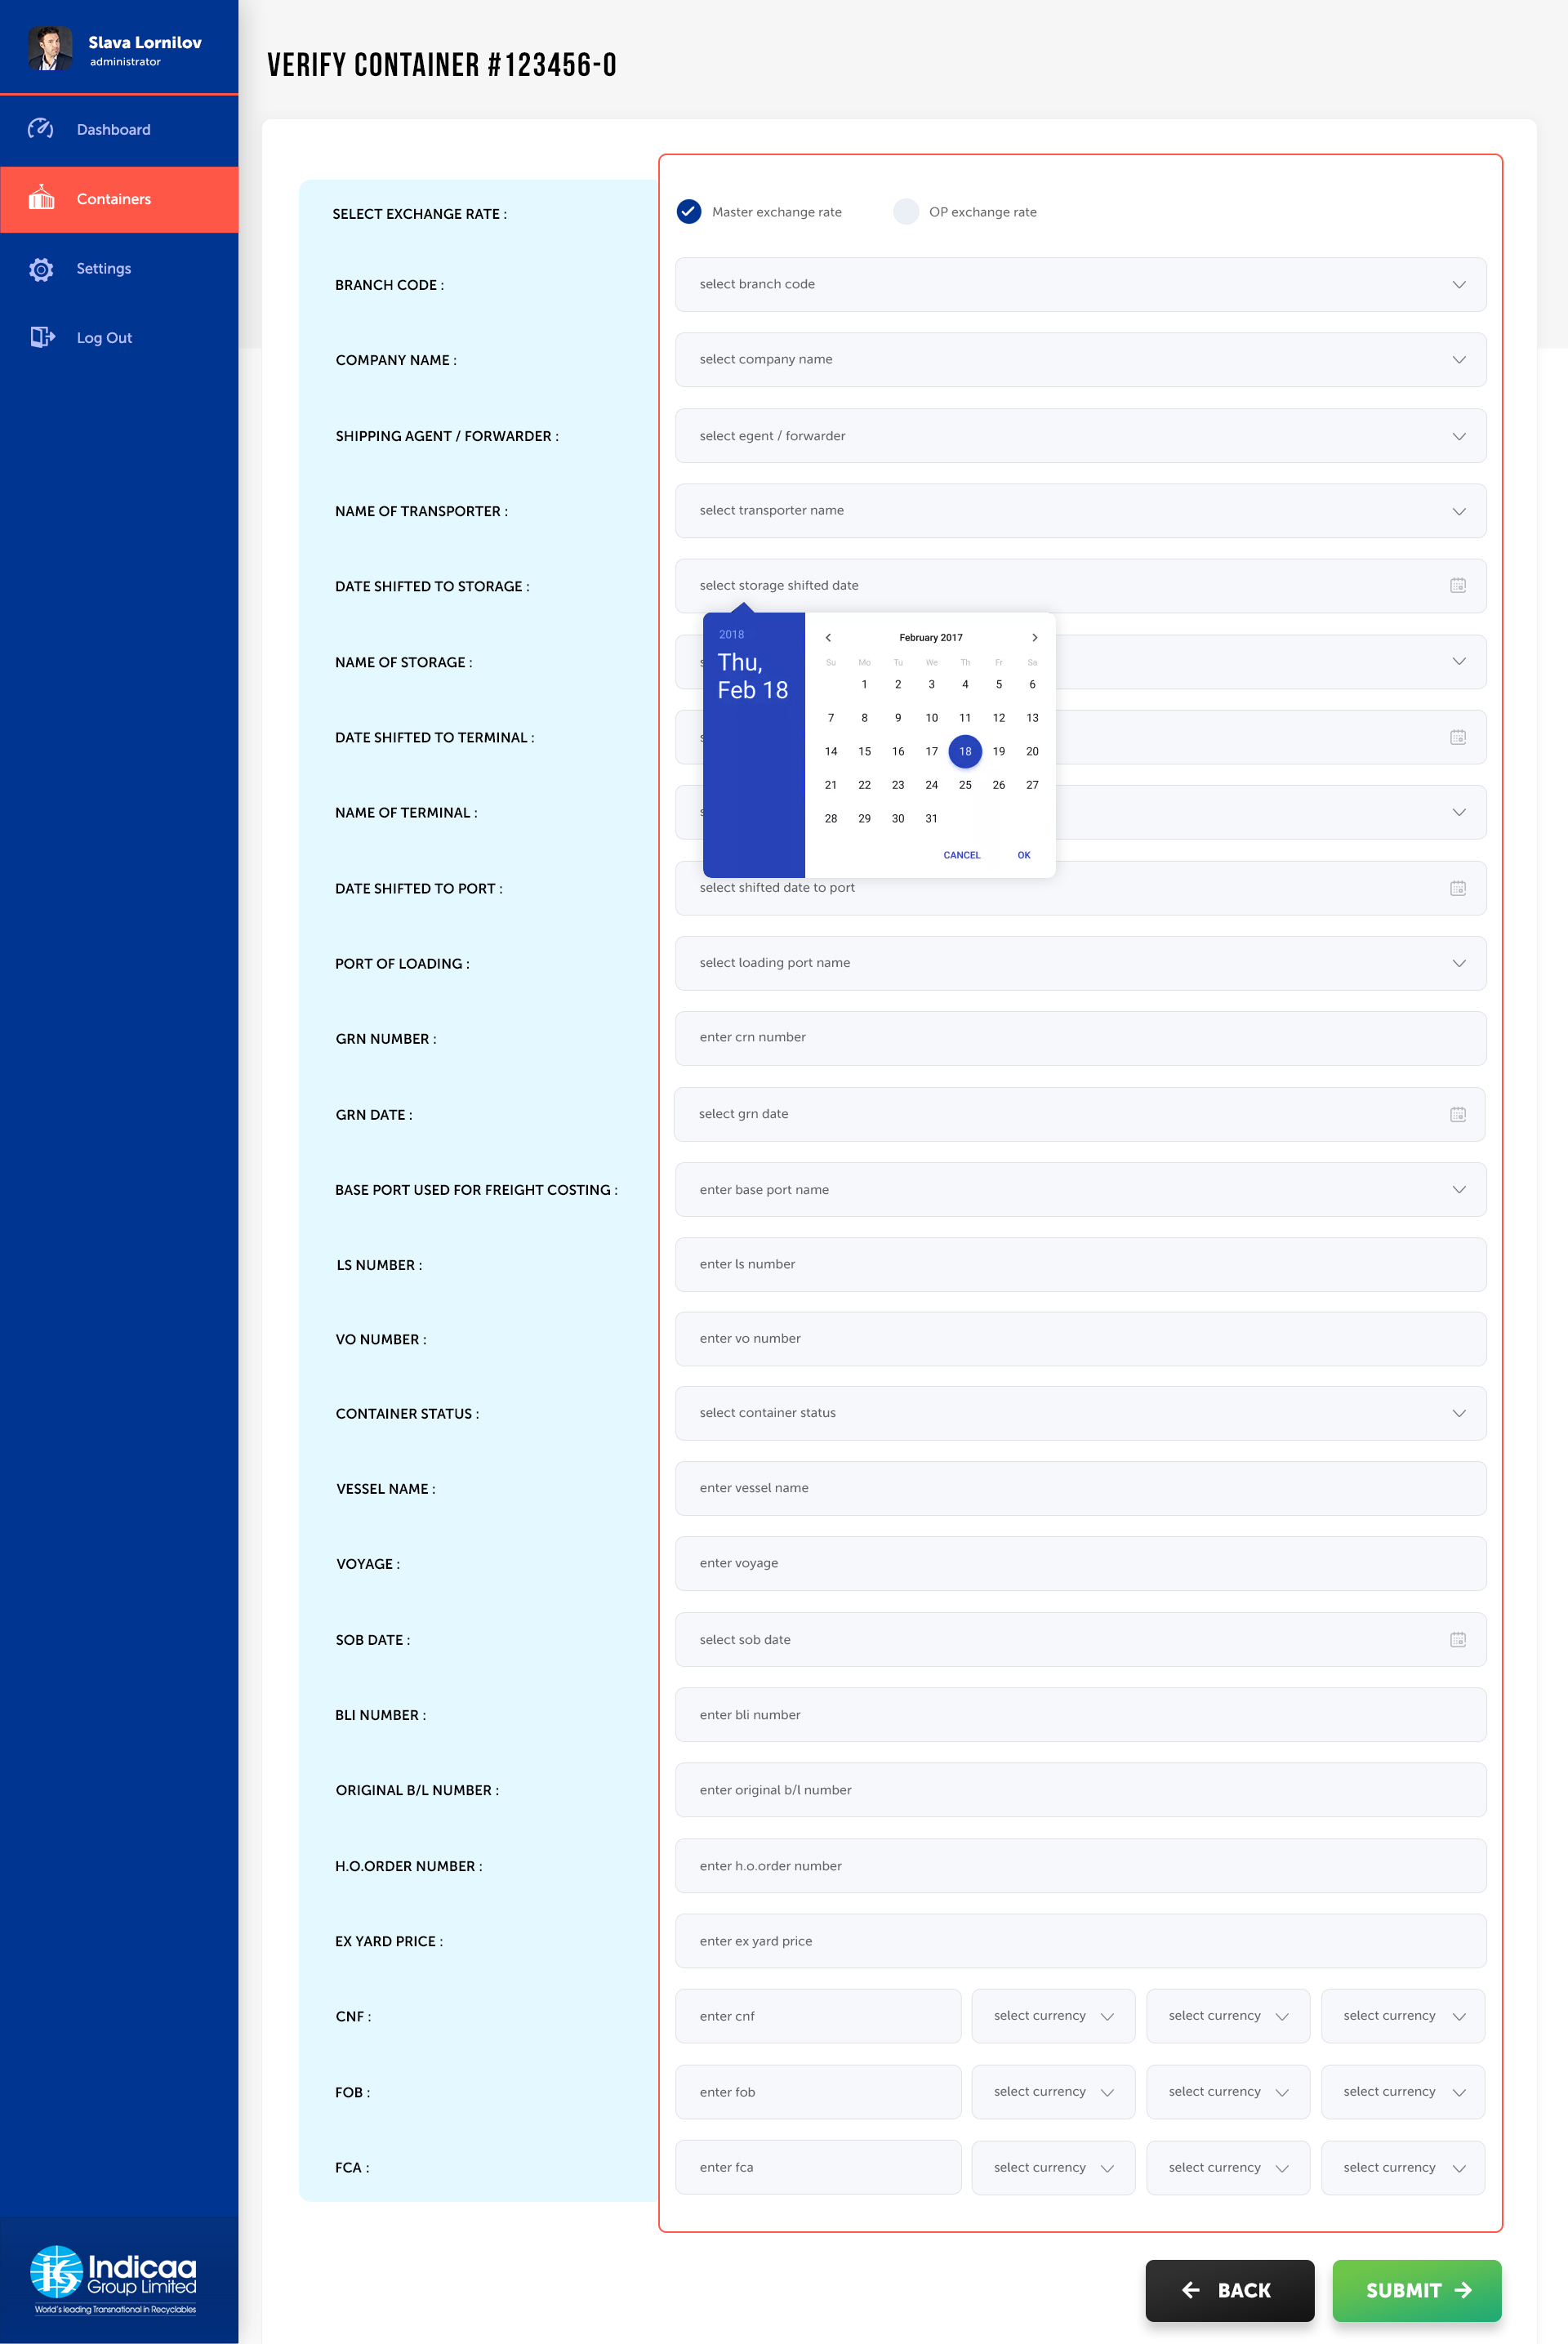 Slava Lornilov
administrator
Dashboard
Containers
Settings
Log Out
VERIFY CONTAINER #123456-0
SELECT EXCHANGE RATE :
Master exchange rate
OP exchange rate
BRANCH CODE :
select branch code
COMPANY NAME :
select company name
SHIPPING AGENT / FORWARDER :
select egent / forwarder
NAME OF TRANSPORTER :
select transporter name
DATE SHIFTED TO STORAGE :
select storage shifted date
2018
Thu,
Feb 18
February 2017
Su Mo Tu We Th Fr Sa
1 2 3 4 5 6
7 8 9 10 11 12 13
14 15 16 17 18 19 20
21 22 23 24 25 26 27
28 29 30 31
CANCEL OK
NAME OF STORAGE :
DATE SHIFTED TO TERMINAL :
NAME OF TERMINAL :
DATE SHIFTED TO PORT :
select shifted date to port
PORT OF LOADING :
select loading port name
GRN NUMBER :
enter crn number
GRN DATE :
select grn date
BASE PORT USED FOR FREIGHT COSTING :
enter base port name
LS NUMBER :
enter ls number
VO NUMBER :
enter vo number
CONTAINER STATUS :
select container status
VESSEL NAME :
enter vessel name
VOYAGE :
enter voyage
SOB DATE :
select sob date
BLI NUMBER :
enter bli number
ORIGINAL B/L NUMBER :
enter original b/l number
H.O.ORDER NUMBER :
enter h.o.order number
EX YARD PRICE :
enter ex yard price
CNF :
enter cnf
select currency
select currency
select currency
FOB :
enter fob
select currency
select currency
select currency
FCA :
enter fca
select currency
select currency
select currency
Indicaa
Group Limited
World's leading Transnational in Recyclables
BACK
SUBMIT